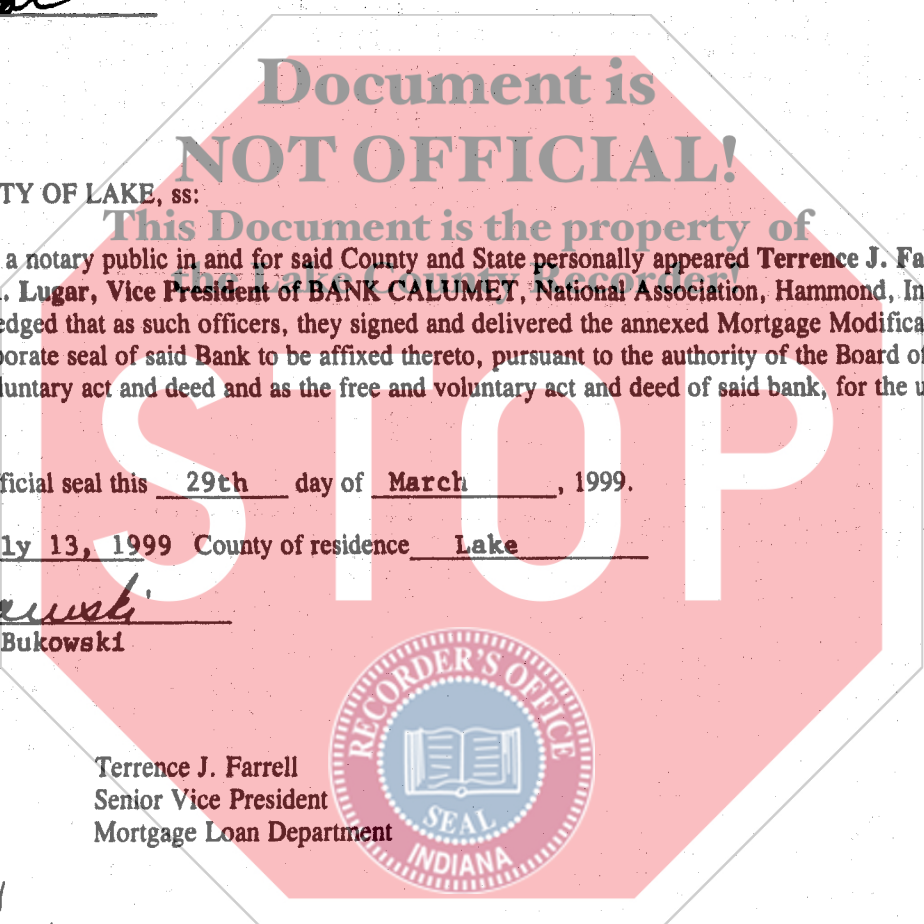 Document is
NOT OFFICIAL!
TY OF LAKE, ss:
This Document is the property of
a notary public in and for said County and State personally appeared Terrence J. Fa
the Lake County Recorder!
. Lugar, Vice President of BANK CALUMET, National Association, Hammond, In
edged that as such officers, they signed and delivered the annexed Mortgage Modifica
porate seal of said Bank to be affixed thereto, pursuant to the authority of the Board of
luntary act and deed and as the free and voluntary act and deed of said bank, for the u
STOP
ficial seal this 29th day of March, 1999.
ly 13, 1999 County of residence Lake
Bukowski
RECORDER'S OFFICE
SEAL
INDIANA
Terrence J. Farrell
Senior Vice President
Mortgage Loan Department